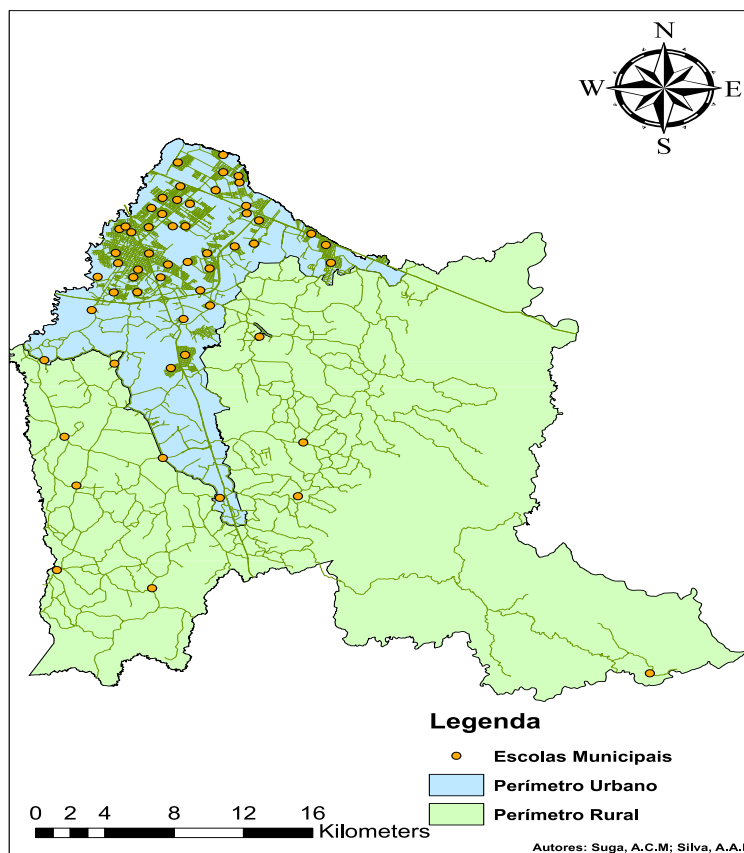 N
W E
S
Legenda
Escolas Municipais
Perímetro Urbano
Perímetro Rural
0 2 4 8 12 16
Kilometers
Autores: Suga, A.C.M; Silva, A.A.